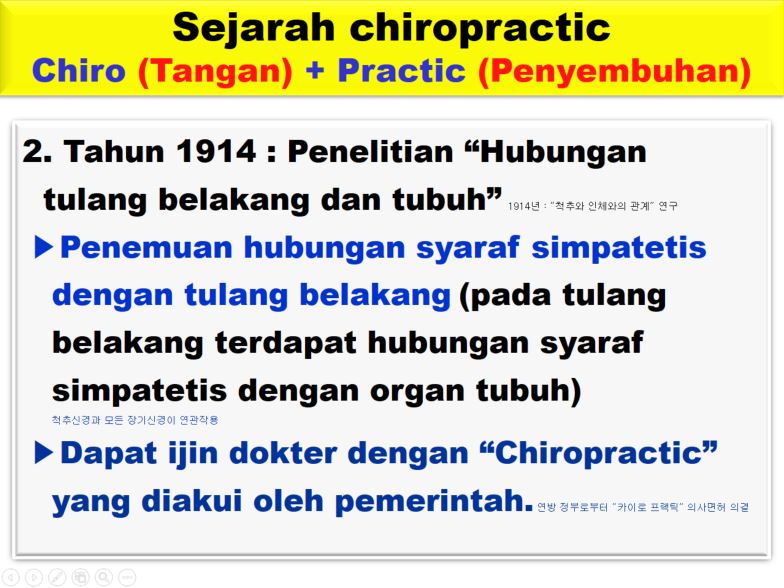 Sejarah chiropractic
Chiro (Tangan) + Practic (Penyembuhan)
2. Tahun 1914 : Penelitian “Hubungan
tulang belakang dan tubuh” 1914년 : “척추와 인체와의 관계” 연구
▶Penemuan hubungan syaraf simpatetis
dengan tulang belakang (pada tulang
belakang terdapat hubungan syaraf
simpatetis dengan organ tubuh)
척추신경과 모든 장기신경이 연관작용
▶Dapat ijin dokter dengan “Chiropractic”
yang diakui oleh pemerintah. 연방 정부로부터 “카이로 프랙틱” 의사면허 의결